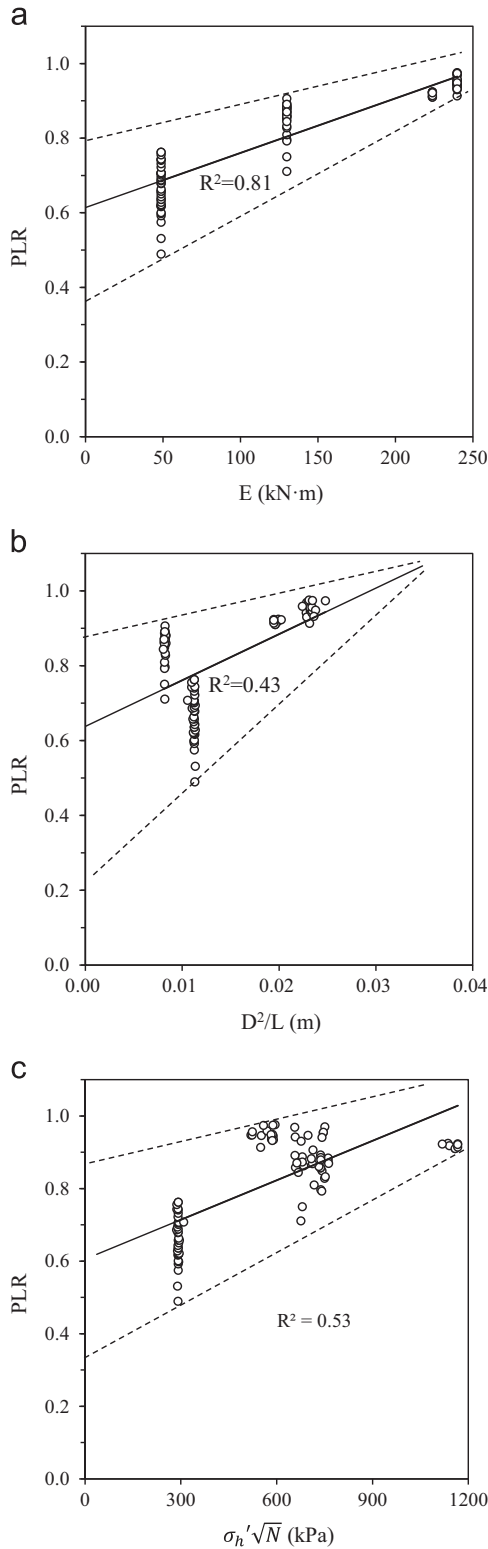 a
1.0
0.8
0.6
0.4
0.2
0.0
PLR
R²=0.81
0 50 100 150 200 250
E (kN·m)
b
1.0
0.8
0.6
0.4
0.2
0.0
PLR
R²=0.43
0.00 0.01 0.02 0.03 0.04
D²/L (m)
c
1.0
0.8
0.6
0.4
0.2
0.0
PLR
R² = 0.53
0 300 600 900 1200
σₕ′√N (kPa)